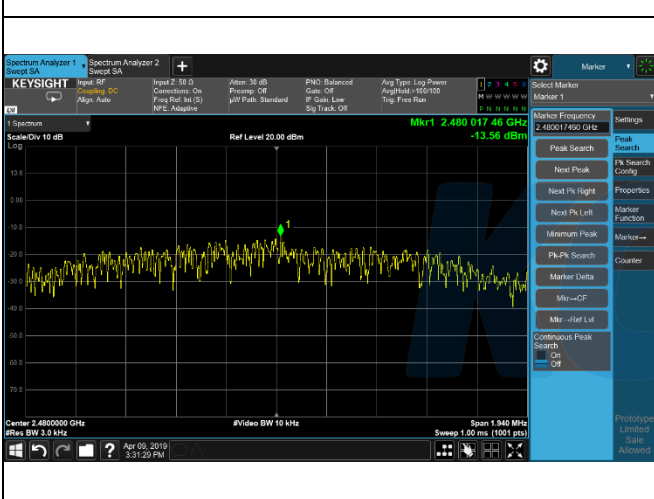 Spectrum Analyzer 1
Swept SA
Spectrum Analyzer 2
Swept SA
+
Marker
KEYSIGHT
Input: RF
Coupling: DC
Align: Auto
Input Z: 50 Ω
Corrections: On
Freq Ref: Int (S)
NFE: Adaptive
Atten: 30 dB
Preamp: Off
µW Path: Standard
PNO: Balanced
Gate: Off
IF Gain: Low
Sig Track: Off
Avg Type: Log-Power
Avg|Hold:>100/100
Trig: Free Run
1 2 3 4 5 6
M W W W W W
P N N N N N
Select Marker
Marker 1
1 Spectrum
Mkr1 2.480 017 46 GHz
-13.56 dBm
Scale/Div 10 dB
Ref Level 20.00 dBm
Log
10.0
0.00
-10.0
-20.0
-30.0
-40.0
-50.0
-60.0
-70.0
1
Center 2.4800000 GHz
#Res BW 3.0 kHz
#Video BW 10 kHz
Span 1.940 MHz
Sweep 1.00 ms (1001 pts)
Marker Frequency
2.480017460 GHz
Peak Search
Next Peak
Next Pk Right
Next Pk Left
Minimum Peak
Pk-Pk Search
Marker Delta
Mkr→CF
Mkr→Ref Lvl
Continuous Peak
Search
On
Off
Settings
Peak
Search
Pk Search
Config
Properties
Marker
Function
Marker→
Counter
Prototype
Limited
Sale
Allowed
?
Apr 09, 2019
3:31:29 PM